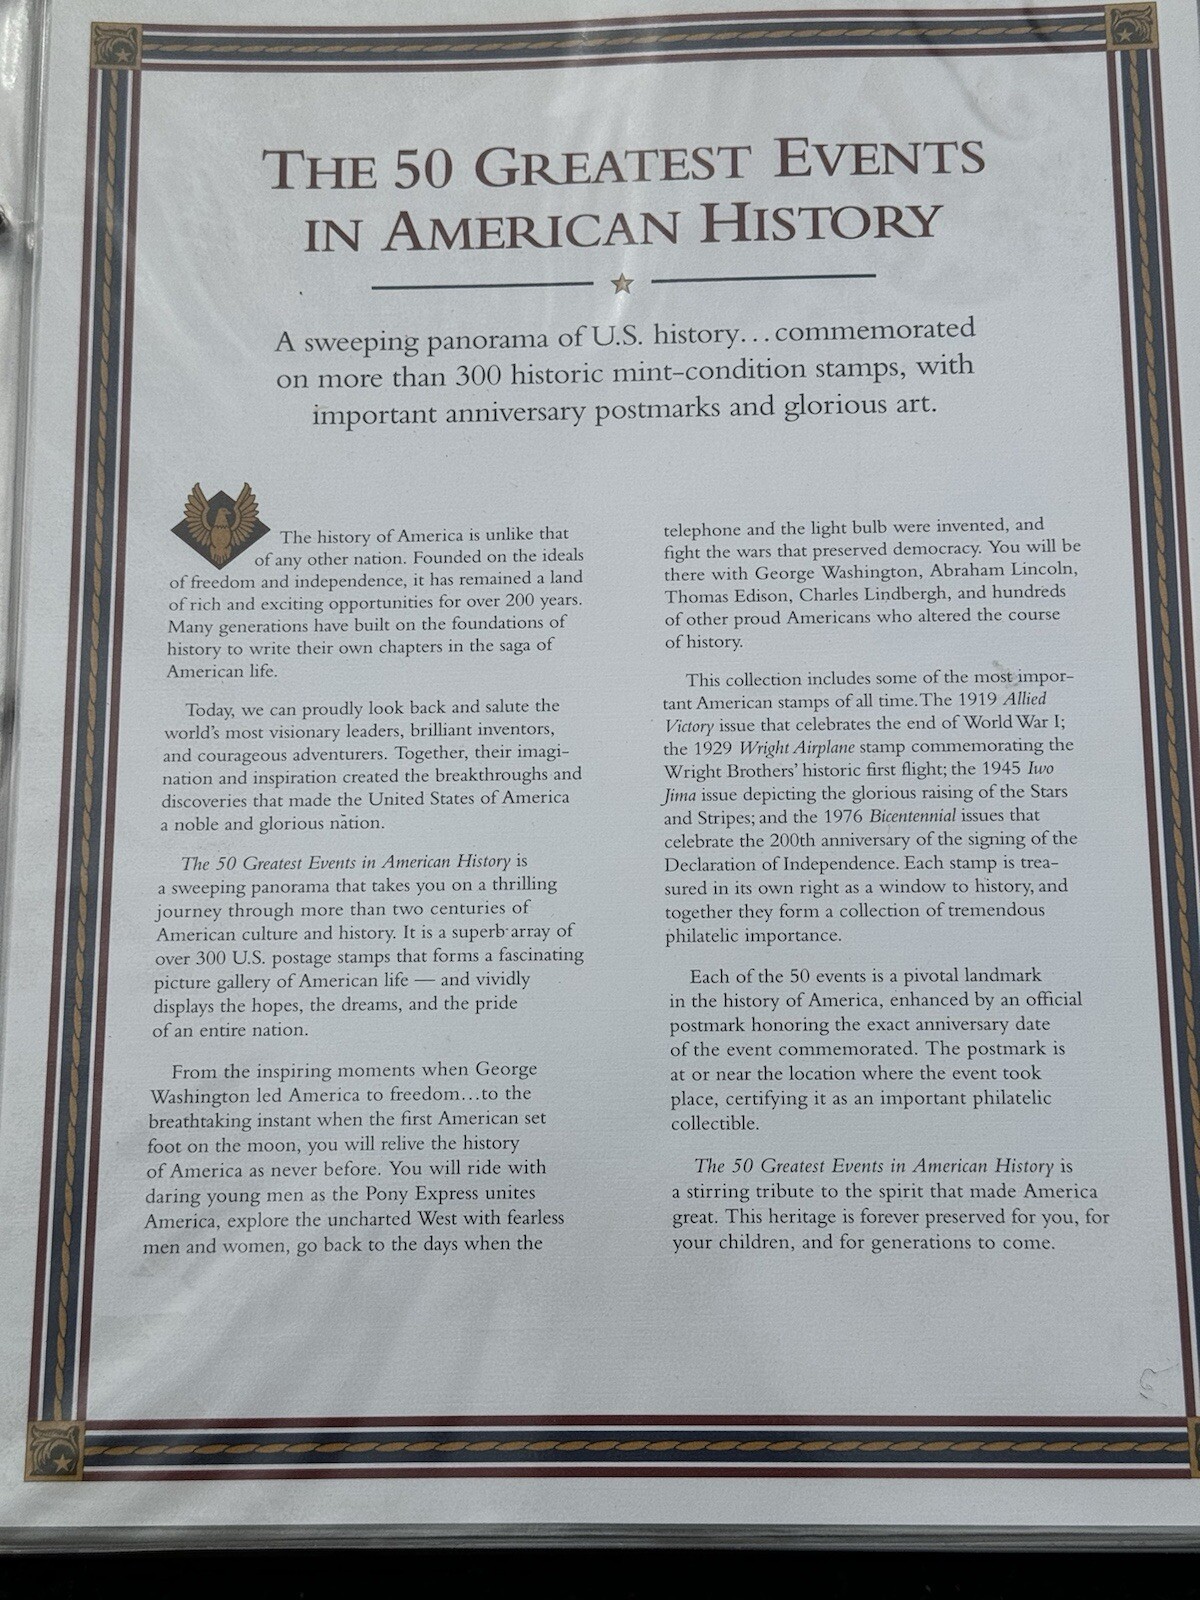 THE 50 GREATEST EVENTS
IN AMERICAN HISTORY
A sweeping panorama of U.S. history...commemorated
on more than 300 historic mint-condition stamps, with
important anniversary postmarks and glorious art.
The history of America is unlike that
of any other nation. Founded on the ideals
of freedom and independence, it has remained a land
of rich and exciting opportunities for over 200 years.
Many generations have built on the foundations of
history to write their own chapters in the saga of
American life.
Today, we can proudly look back and salute the
world's most visionary leaders, brilliant inventors,
and courageous adventurers. Together, their imagi-
nation and inspiration created the breakthroughs and
discoveries that made the United States of America
a noble and glorious nation.
The 50 Greatest Events in American History is
a sweeping panorama that takes you on a thrilling
journey through more than two centuries of
American culture and history. It is a superb array of
over 300 U.S. postage stamps that forms a fascinating
picture gallery of American life — and vividly
displays the hopes, the dreams, and the pride
of an entire nation.
From the inspiring moments when George
Washington led America to freedom...to the
breathtaking instant when the first American set
foot on the moon, you will relive the history
of America as never before. You will ride with
daring young men as the Pony Express unites
America, explore the uncharted West with fearless
men and women, go back to the days when the
telephone and the light bulb were invented, and
fight the wars that preserved democracy. You will be
there with George Washington, Abraham Lincoln,
Thomas Edison, Charles Lindbergh, and hundreds
of other proud Americans who altered the course
of history.
This collection includes some of the most impor-
tant American stamps of all time. The 1919 Allied
Victory issue that celebrates the end of World War I;
the 1929 Wright Airplane stamp commemorating the
Wright Brothers' historic first flight; the 1945 Iwo
Jima issue depicting the glorious raising of the Stars
and Stripes; and the 1976 Bicentennial issues that
celebrate the 200th anniversary of the signing of the
Declaration of Independence. Each stamp is trea-
sured in its own right as a window to history, and
together they form a collection of tremendous
philatelic importance.
Each of the 50 events is a pivotal landmark
in the history of America, enhanced by an official
postmark honoring the exact anniversary date
of the event commemorated. The postmark is
at or near the location where the event took
place, certifying it as an important philatelic
collectible.
The 50 Greatest Events in American History is
a stirring tribute to the spirit that made America
great. This heritage is forever preserved for you, for
your children, and for generations to come.